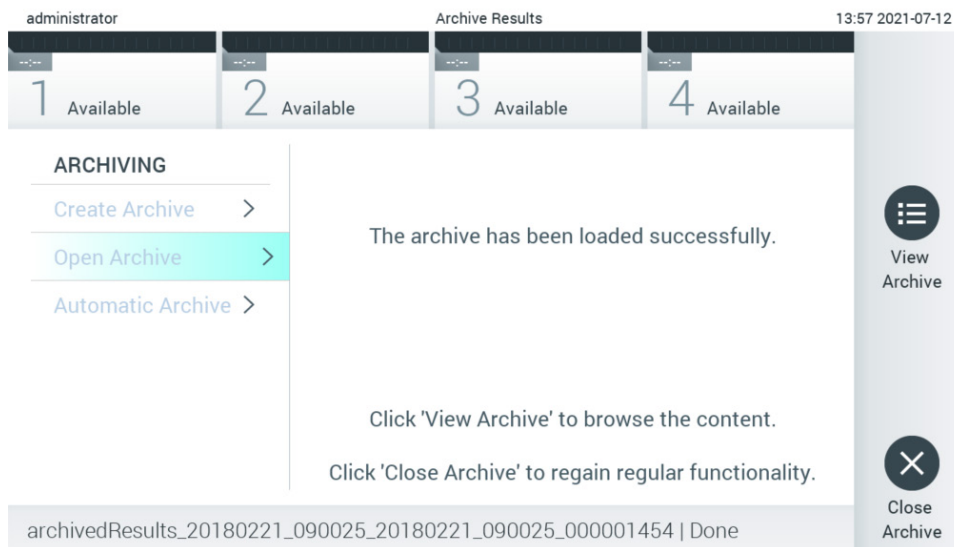 administrator Archive Results 13:57 2021-07-12
--:-- --:-- --:-- --:--
1 Available 2 Available 3 Available 4 Available
ARCHIVING
Create Archive >
Open Archive >
Automatic Archive >
The archive has been loaded successfully.
Click 'View Archive' to browse the content.
Click 'Close Archive' to regain regular functionality.
View
Archive
Close
Archive
archivedResults_20180221_090025_20180221_090025_000001454 | Done